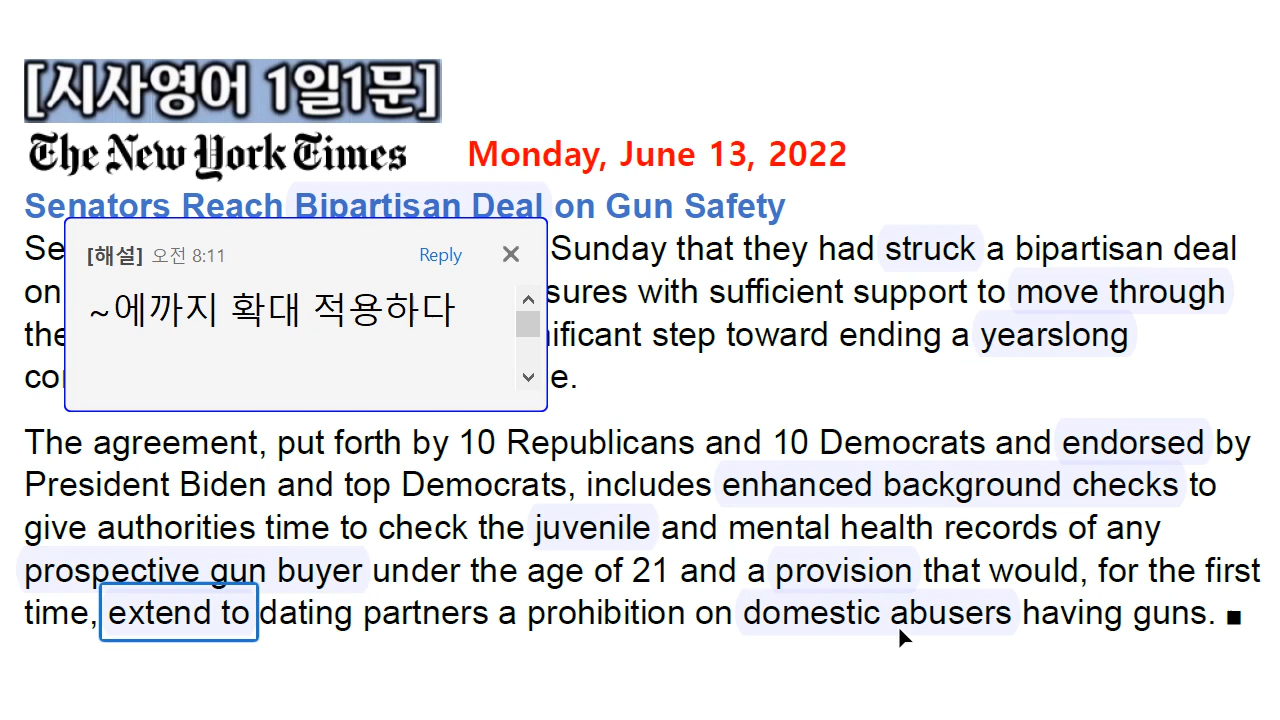 [시사영어 1일1문]
The New York Times Monday, June 13, 2022
Senators Reach Bipartisan Deal on Gun Safety
Se Sunday that they had struck a bipartisan deal
on sures with sufficient support to move through
the ificant step toward ending a yearslong
co e.
[해설] 오전 8:11 Reply
~에까지 확대 적용하다
The agreement, put forth by 10 Republicans and 10 Democrats and endorsed by
President Biden and top Democrats, includes enhanced background checks to
give authorities time to check the juvenile and mental health records of any
prospective gun buyer under the age of 21 and a provision that would, for the first
time, extend to dating partners a prohibition on domestic abusers having guns. ■